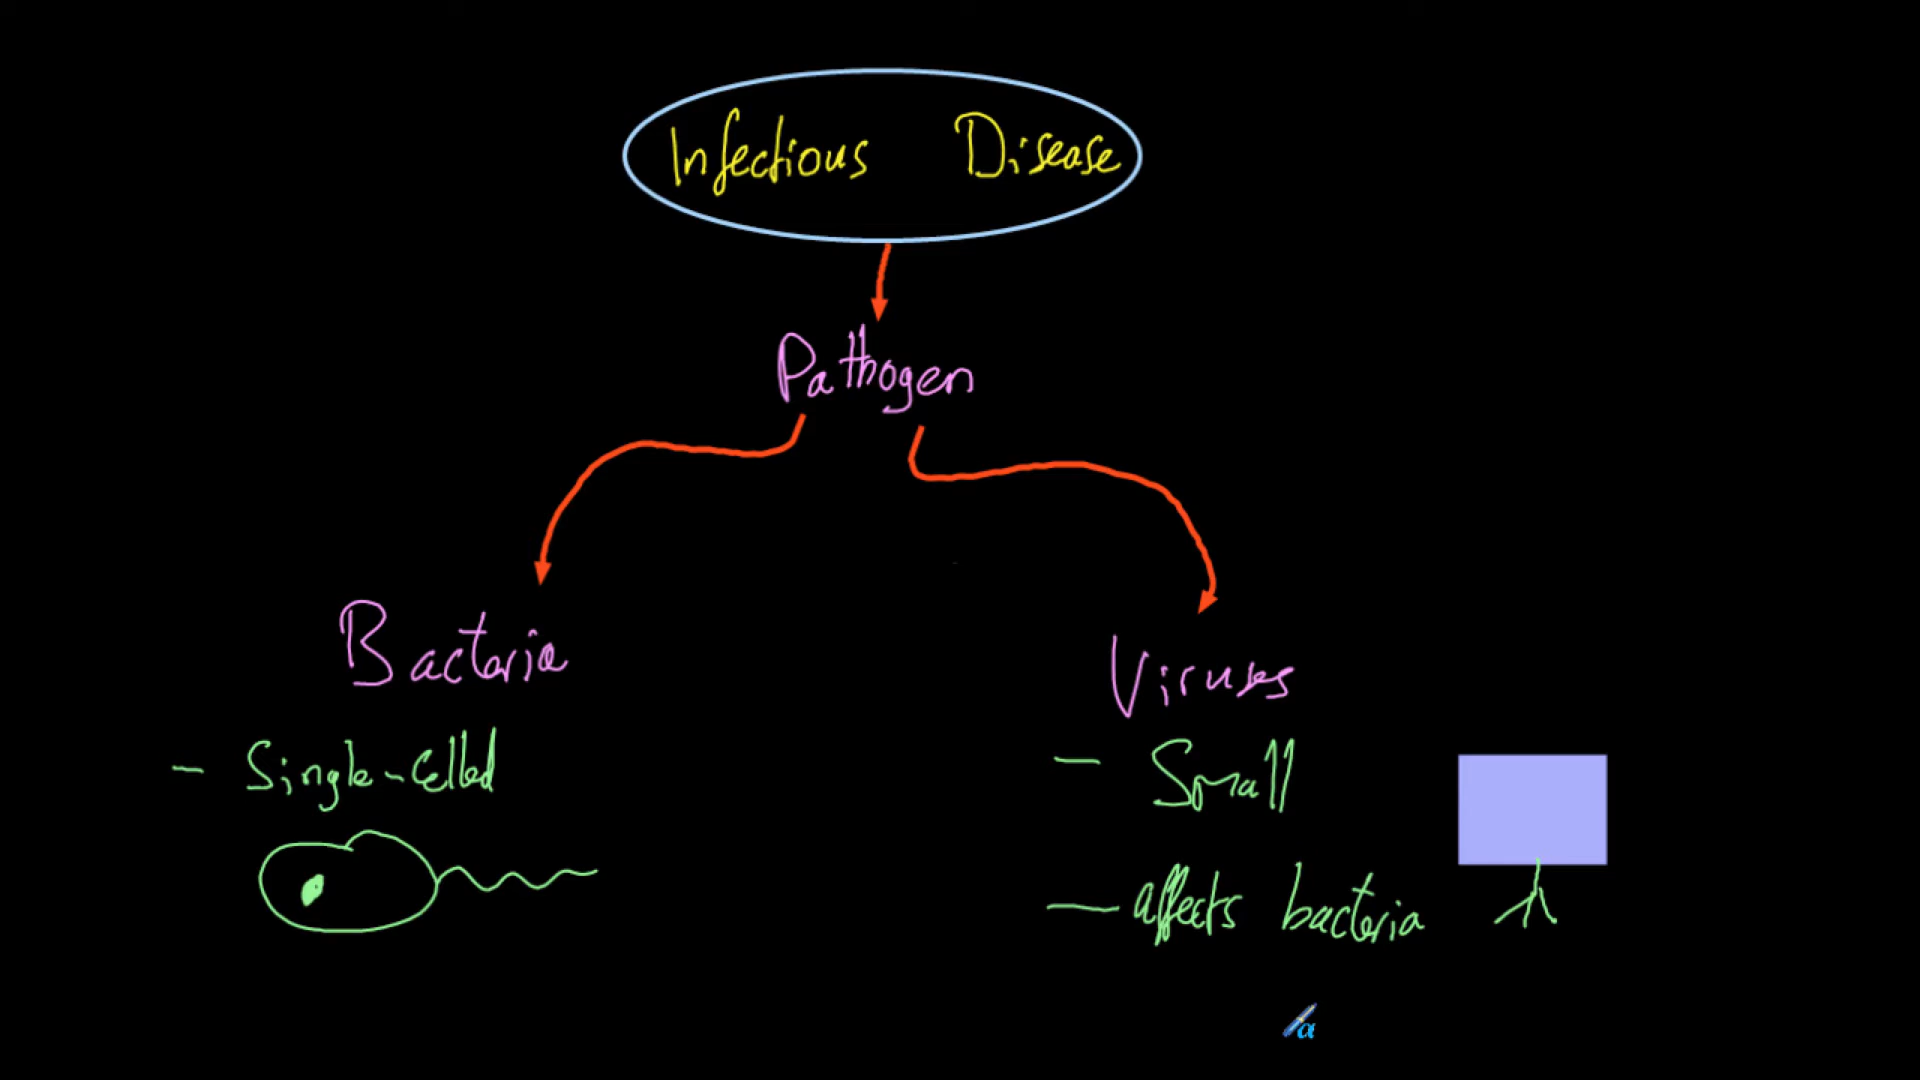 Infectious Disease
Pathogen
Bacteria
- Single-celled
Viruses
- Small
- affects bacteria